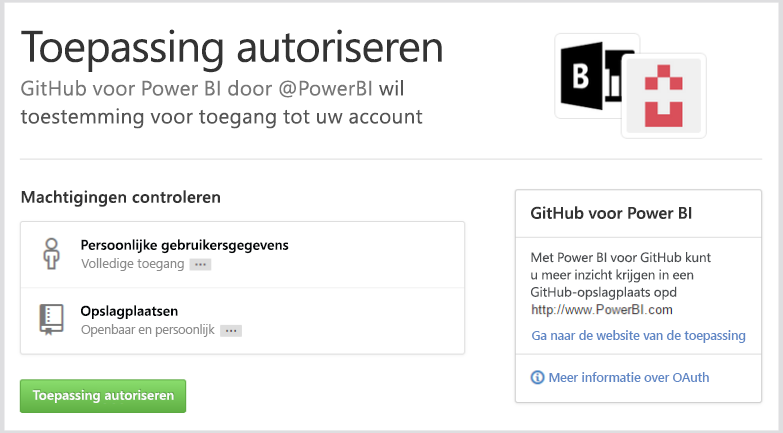 Toepassing autoriseren
GitHub voor Power BI door @PowerBI wil
toestemming voor toegang tot uw account
B
Machtigingen controleren
Persoonlijke gebruikersgegevens
Volledige toegang ...
Opslagplaatsen
Openbaar en persoonlijk ...
Toepassing autoriseren
GitHub voor Power BI
Met Power BI voor GitHub kunt
u meer inzicht krijgen in een
GitHub-opslagplaats opd
http://www.PowerBI.com
Ga naar de website van de toepassing
Meer informatie over OAuth